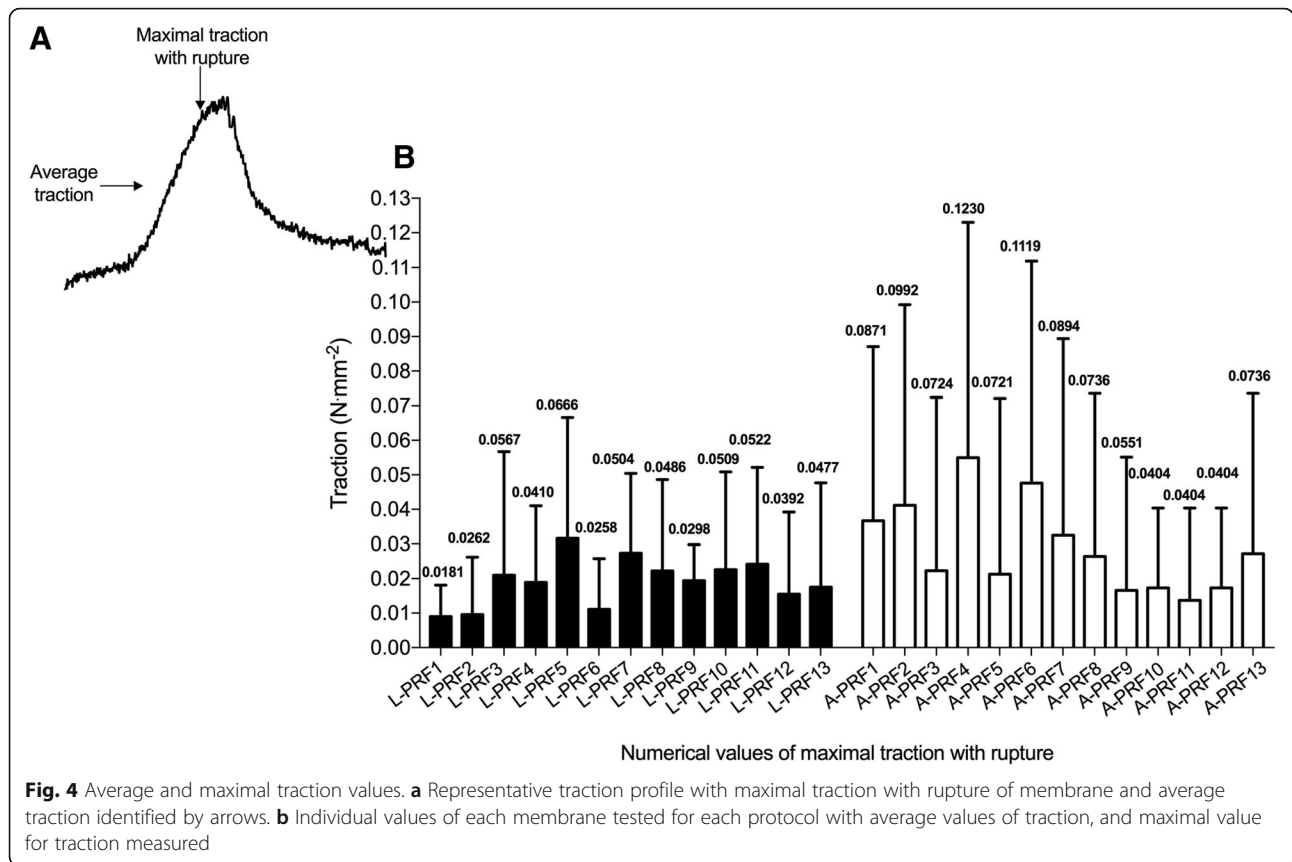 A
Maximal traction
with rupture
Average
traction
B
Traction (N·mm⁻²)
0.13
0.12
0.11
0.10
0.09
0.08
0.07
0.06
0.05
0.04
0.03
0.02
0.01
0.00
0.0181
0.0262
0.0567
0.0410
0.0666
0.0258
0.0504
0.0486
0.0298
0.0509
0.0522
0.0392
0.0477
0.0871
0.0992
0.0724
0.1230
0.0721
0.1119
0.0894
0.0736
0.0551
0.0404
0.0404
0.0404
0.0736
L-PRF1
L-PRF2
L-PRF3
L-PRF4
L-PRF5
L-PRF6
L-PRF7
L-PRF8
L-PRF9
L-PRF10
L-PRF11
L-PRF12
L-PRF13
A-PRF1
A-PRF2
A-PRF3
A-PRF4
A-PRF5
A-PRF6
A-PRF7
A-PRF8
A-PRF9
A-PRF10
A-PRF11
A-PRF12
A-PRF13
Numerical values of maximal traction with rupture
Fig. 4 Average and maximal traction values. a Representative traction profile with maximal traction with rupture of membrane and average
traction identified by arrows. b Individual values of each membrane tested for each protocol with average values of traction, and maximal value
for traction measured